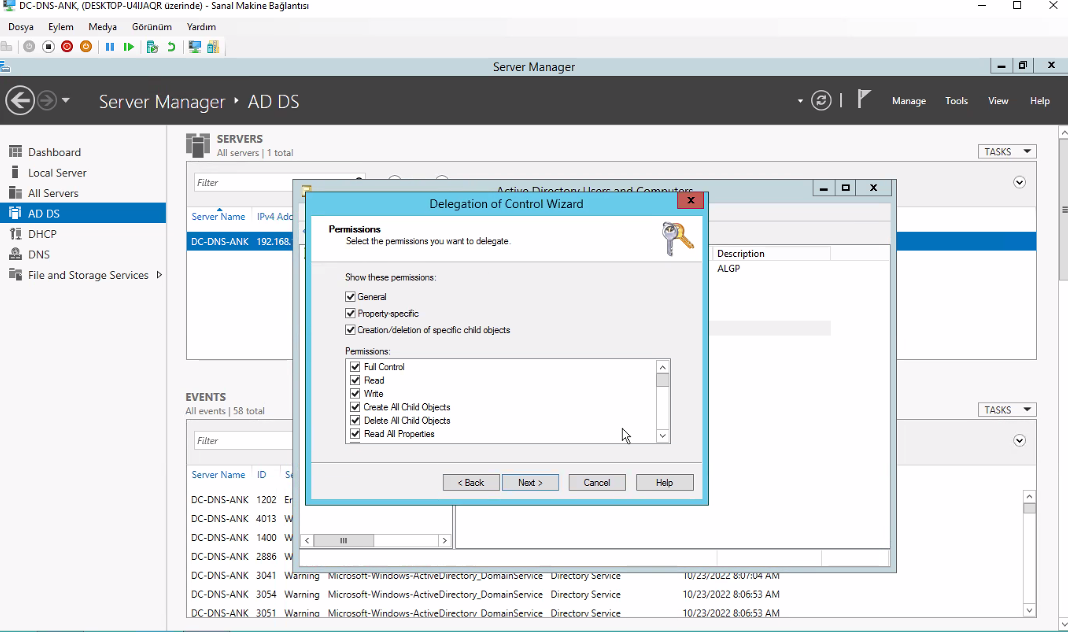 DC-DNS-ANK, (DESKTOP-U4IJAQR üzerinde) - Sanal Makine Bağlantısı
Dosya Eylem Medya Görünüm Yardım
Server Manager
Server Manager AD DS
Manage Tools View Help
Dashboard
Local Server
All Servers
AD DS
DHCP
DNS
File and Storage Services
SERVERS
All servers | 1 total
TASKS
Filter
Server Name IPv4 Add
DC-DNS-ANK 192.168.
Active Directory Users and Computers
Description
ALGP
Delegation of Control Wizard
Permissions
Select the permissions you want to delegate.
Show these permissions:
General
Property-specific
Creation/deletion of specific child objects
Permissions:
Full Control
Read
Write
Create All Child Objects
Delete All Child Objects
Read All Properties
< Back Next > Cancel Help
EVENTS
All events | 58 total
TASKS
Filter
Server Name ID Se
DC-DNS-ANK 1202 Er
DC-DNS-ANK 4013 W
DC-DNS-ANK 1400 W
DC-DNS-ANK 2886 W
DC-DNS-ANK 3041 Warning Microsoft-Windows-ActiveDirectory_DomainService Directory Service 10/23/2022 8:07:04 AM
DC-DNS-ANK 3054 Warning Microsoft-Windows-ActiveDirectory_DomainService Directory Service 10/23/2022 8:06:53 AM
DC-DNS-ANK 3051 Warning Microsoft-Windows-ActiveDirectory_DomainService Directory Service 10/23/2022 8:06:53 AM